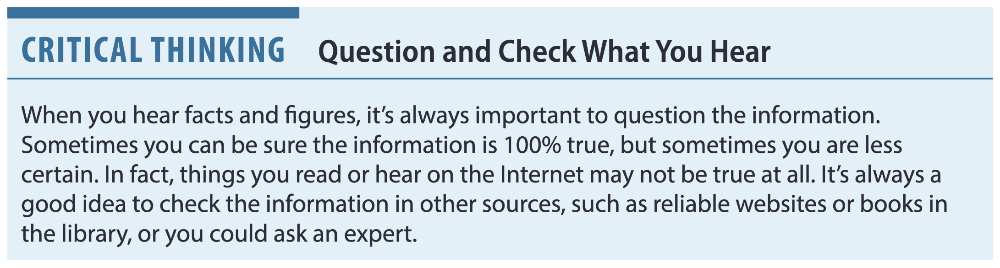 CRITICAL THINKING Question and Check What You Hear
When you hear facts and figures, it’s always important to question the information.
Sometimes you can be sure the information is 100% true, but sometimes you are less
certain. In fact, things you read or hear on the Internet may not be true at all. It’s always a
good idea to check the information in other sources, such as reliable websites or books in
the library, or you could ask an expert.